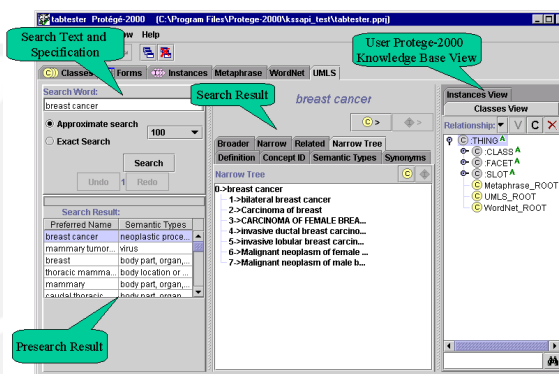 tabtester Protégé-2000 (C:\Program Files\Protege-2000\kssapi_test\tabtester.pprj)
Search Text and
Specification
Help
User Protege-2000
Knowledge Base View
Classes Forms Instances Metaphrase WordNet UMLS
Search Word:
breast cancer
Approximate search
100
Exact Search
Search
Undo 1 Redo
Search Result:
Preferred Name Semantic Types
breast cancer neoplastic proce...
mammary tumor... virus
breast body part, organ,...
thoracic mamma... body location or ...
mammary body part, organ,...
caudal thoracic body part, organ
Presearch Result
Search Result
breast cancer
C >
Broader Narrow Related Narrow Tree
Definition Concept ID Semantic Types Synonyms
Narrow Tree
C
0->breast cancer
1->bilateral breast cancer
2->Carcinoma of breast
3->CARCINOMA OF FEMALE BREA...
4->invasive ductal breast carcino...
5->invasive lobular breast carcin...
6->Malignant neoplasm of female ...
7->Malignant neoplasm of male b...
Instances View
Classes View
Relationship: V C X
C :THING A
C :CLASS A
C :FACET A
C :SLOT A
C Metaphrase_ROOT
C UMLS_ROOT
C WordNet_ROOT